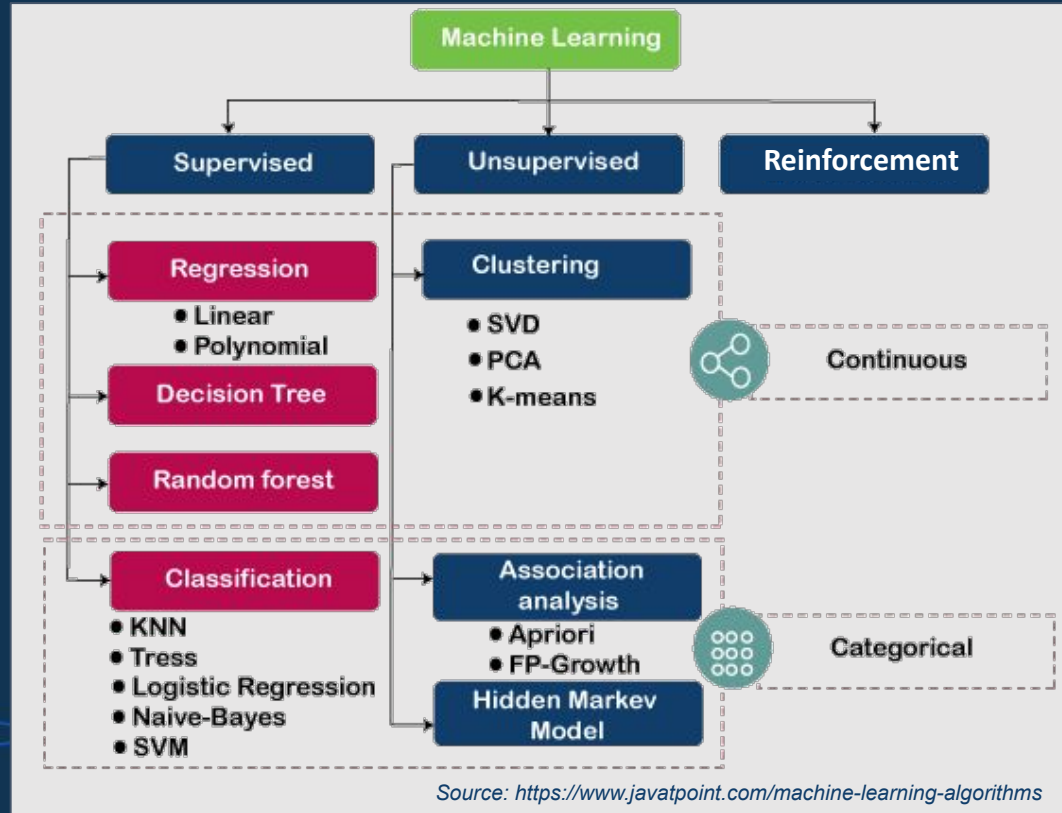 Machine Learning
Supervised
Unsupervised
Reinforcement
Regression
• Linear
• Polynomial
Decision Tree
Random forest
Clustering
• SVD
• PCA
• K-means
Continuous
Classification
• KNN
• Tress
• Logistic Regression
• Naive-Bayes
• SVM
Association
analysis
• Apriori
• FP-Growth
Hidden Markev
Model
Categorical
Source: https://www.javatpoint.com/machine-learning-algorithms